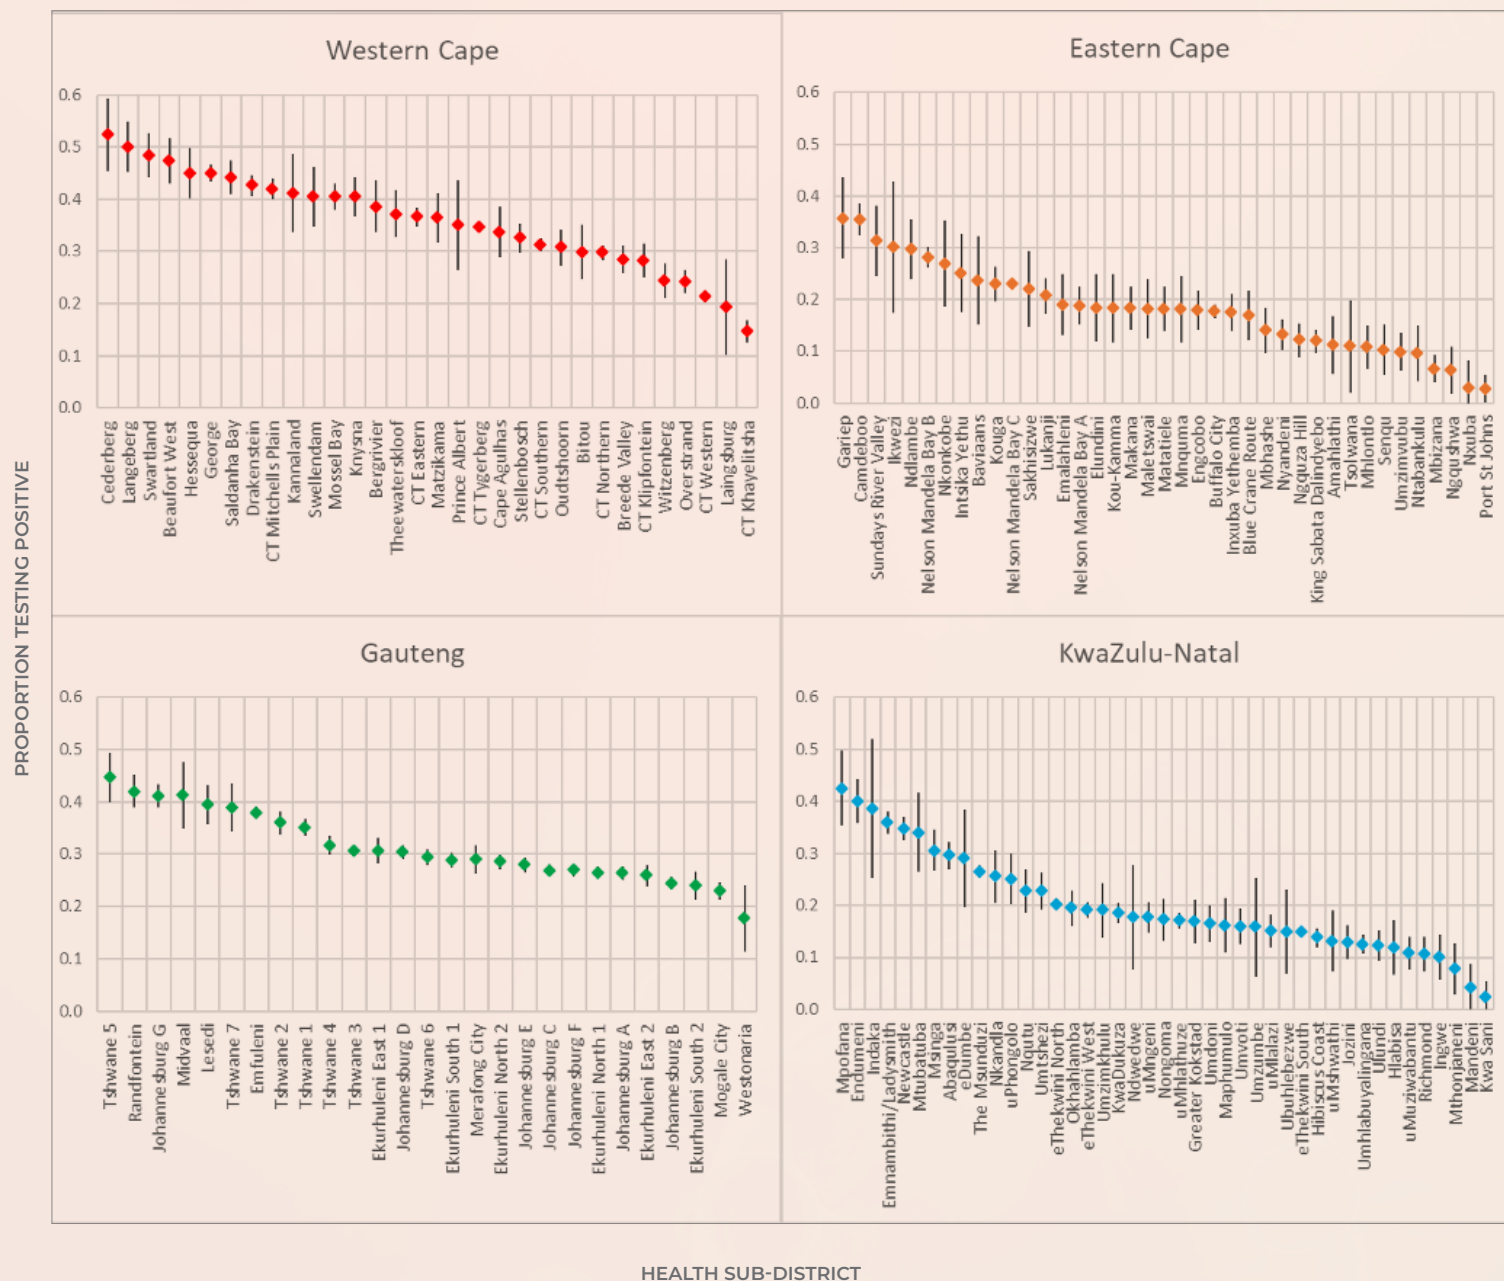 Western Cape
0.6
0.5
0.4
0.3
0.2
0.1
0.0
Cederberg
Langeberg
Swartland
Beaufort West
Hessequa
George
Saldanha Bay
Drakenstein
CT Mitchells Plain
Kannaland
Swellendam
Mossel Bay
Knysna
Bergrivier
Theewaterskloof
CT Eastern
Matzikama
Prince Albert
CT Tygerberg
Cape Agulhas
Stellenbosch
CT Southern
Oudtshoorn
Bitou
CT Northern
Breede Valley
CT Klipfontein
Witzenberg
Overstrand
CT Western
Laingsburg
CT Khayelitsha
Eastern Cape
0.6
0.5
0.4
0.3
0.2
0.1
0.0
Gariep
Camdeboo
Sundays River Valley
Ikwezi
Ndlambe
Nelson Mandela Bay B
Nkonkobe
Intsika Yethu
Baviaans
Kouga
Nelson Mandela Bay C
Sakhisizwe
Lukanji
Emalahleni
Nelson Mandela Bay A
Elundini
Kou-Kamma
Makana
Maletswai
Matatiele
Mnquma
Engcobo
Buffalo City
Inxuba Yethemba
Blue Crane Route
Mbhashe
Nyandeni
Ngquza Hill
King Sabata Dalindyebo
Amahlathi
Tsolwana
Mhlontlo
Senqu
Umzimvubu
Ntabankulu
Mbizana
Ngqushwa
Nxuba
Port St Johns
PROPORTION TESTING POSITIVE
Gauteng
0.6
0.5
0.4
0.3
0.2
0.1
0.0
Tshwane 5
Randfontein
Johannesburg G
Midvaal
Lesedi
Tshwane 7
Emfuleni
Tshwane 2
Tshwane 1
Tshwane 4
Tshwane 3
Ekurhuleni East 1
Johannesburg D
Tshwane 6
Ekurhuleni South 1
Merafong City
Ekurhuleni North 2
Johannesburg E
Johannesburg C
Johannesburg F
Ekurhuleni North 1
Johannesburg A
Ekurhuleni East 2
Johannesburg B
Ekurhuleni South 2
Mogale City
Westonaria
KwaZulu-Natal
0.6
0.5
0.4
0.3
0.2
0.1
0.0
Mpofana
Endumeni
Indaka
Emnambithi/Ladysmith
Newcastle
Mtubatuba
Msinga
Abaqulusi
eDumbe
The Msunduzi
Nkandla
uPhongolo
Nqutu
Umtshezi
eThekwini North
Okhahlamba
eThekwini West
Umzimkhulu
KwaDukuza
Ndwedwe
uMngeni
Nongoma
uMhlathuze
Greater Kokstad
Umdoni
Maphumulo
Umvoti
Umzumbe
uMlalazi
Ubuhlebezwe
eThekwini South
Hibiscus Coast
uMshwathi
Jozini
Umhlabuyalingana
Ulundi
Hlabisa
uMuziwabantu
Richmond
Ingwe
Mthonjaneni
Mandeni
Kwa Sani
HEALTH SUB-DISTRICT